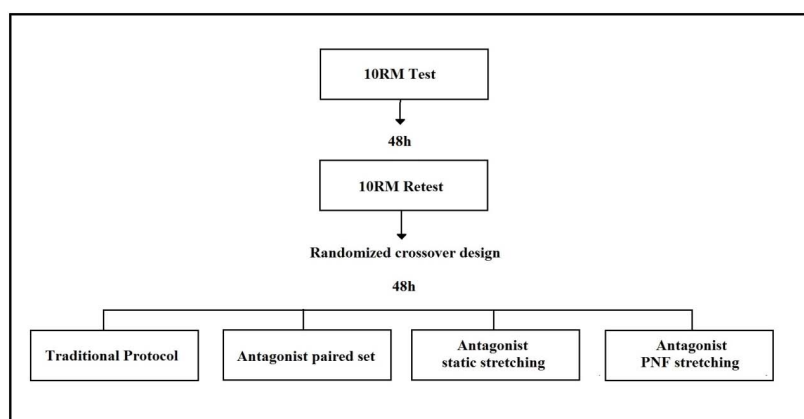 10RM Test
48h
10RM Retest
Randomized crossover design
48h
Traditional Protocol
Antagonist paired set
Antagonist
static stretching
Antagonist
PNF stretching